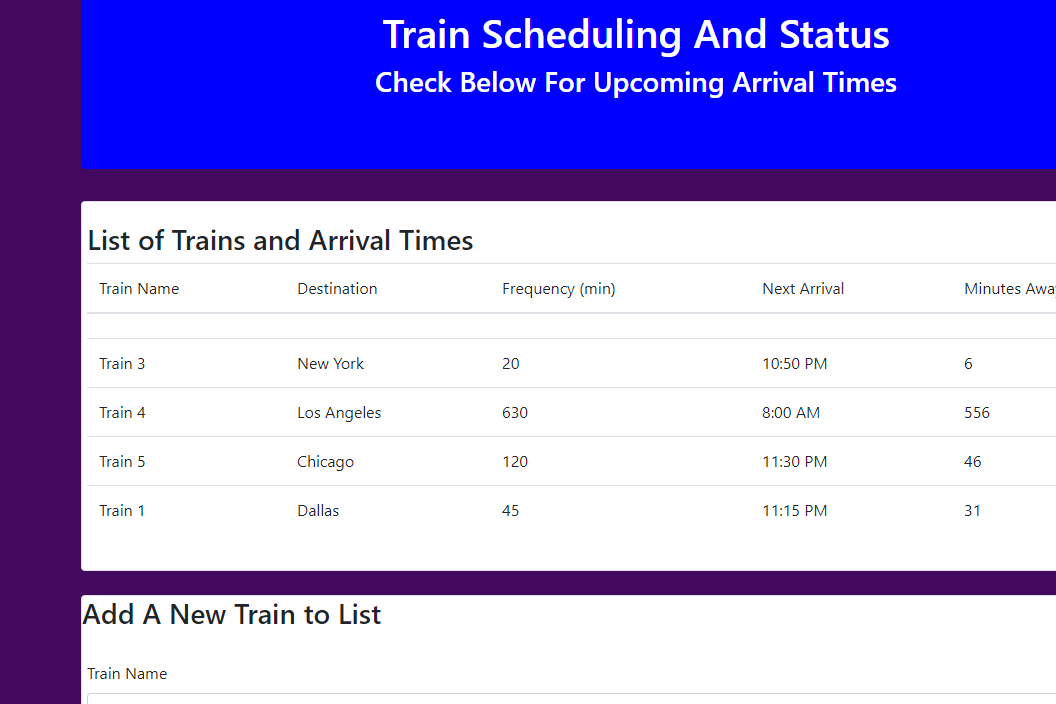 Train Scheduling And Status
Check Below For Upcoming Arrival Times
List of Trains and Arrival Times
Train Name Destination Frequency (min) Next Arrival Minutes Away
Train 3 New York 20 10:50 PM 6
Train 4 Los Angeles 630 8:00 AM 556
Train 5 Chicago 120 11:30 PM 46
Train 1 Dallas 45 11:15 PM 31
Add A New Train to List
Train Name